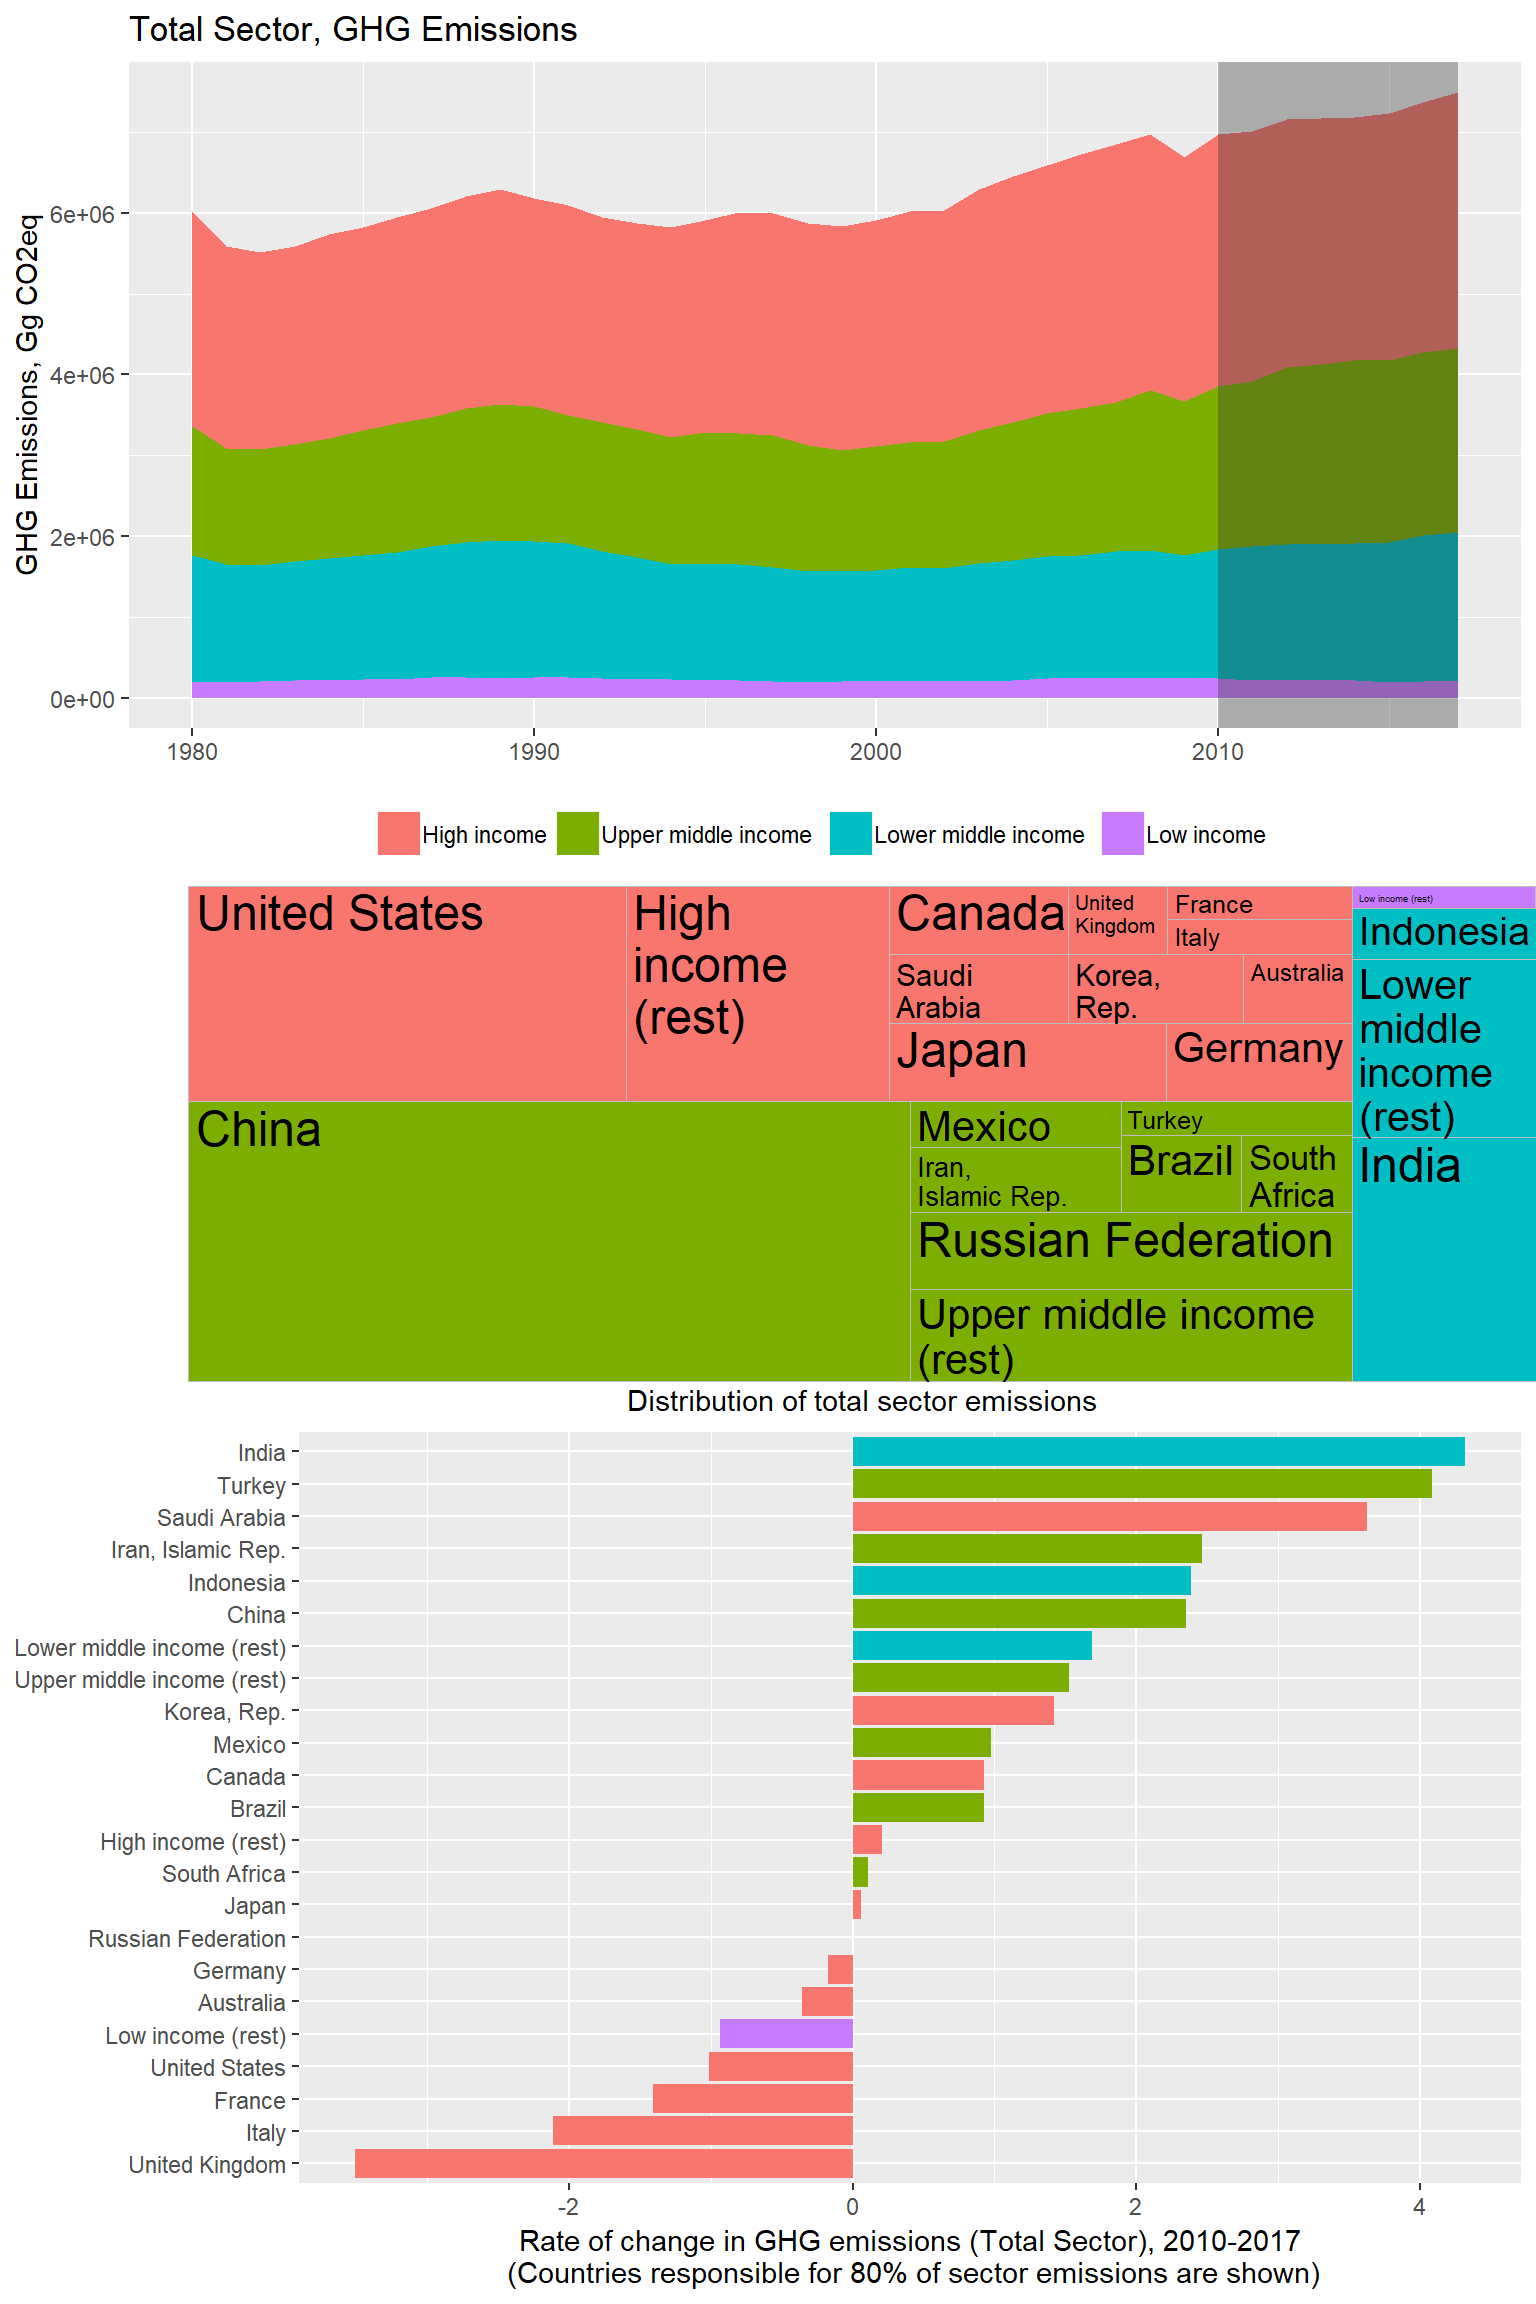 Total Sector, GHG Emissions
GHG Emissions, Gg CO2eq
6e+06
4e+06
2e+06
0e+00
1980
1990
2000
2010
High income
Upper middle income
Lower middle income
Low income
United States
High
income
(rest)
Canada
United
Kingdom
France
Italy
Saudi
Arabia
Korea,
Rep.
Australia
Japan
Germany
Low income (rest)
Indonesia
Lower
middle
income
(rest)
India
China
Mexico
Iran,
Islamic Rep.
Turkey
Brazil
South
Africa
Russian Federation
Upper middle income
(rest)
Distribution of total sector emissions
India
Turkey
Saudi Arabia
Iran, Islamic Rep.
Indonesia
China
Lower middle income (rest)
Upper middle income (rest)
Korea, Rep.
Mexico
Canada
Brazil
High income (rest)
South Africa
Japan
Russian Federation
Germany
Australia
Low income (rest)
United States
France
Italy
United Kingdom
-2
0
2
4
Rate of change in GHG emissions (Total Sector), 2010-2017
(Countries responsible for 80% of sector emissions are shown)